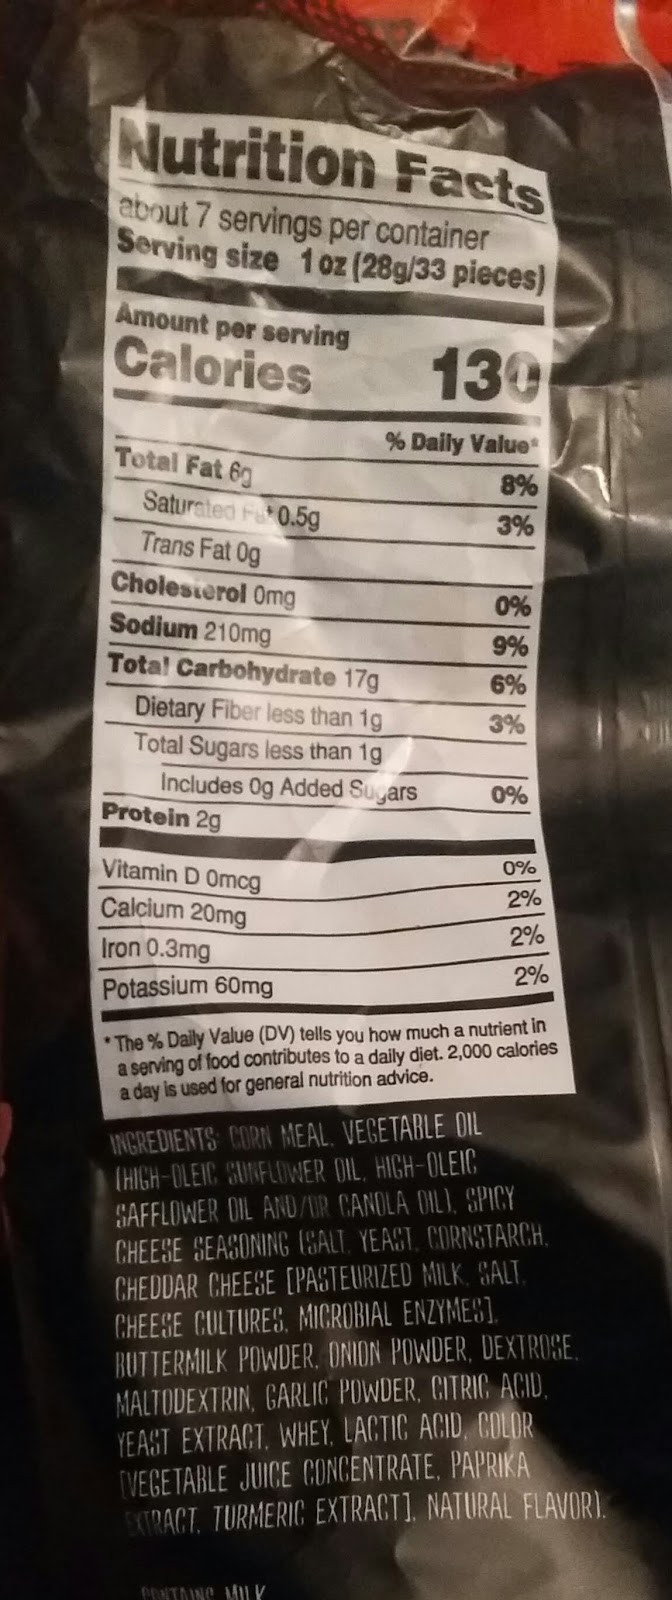 Nutrition Facts
about 7 servings per container
Serving size 1 oz (28g/33 pieces)
Amount per serving
Calories 130
% Daily Value*
Total Fat 6g 8%
Saturated Fat 0.5g 3%
Trans Fat 0g
Cholesterol 0mg 0%
Sodium 210mg 9%
Total Carbohydrate 17g 6%
Dietary Fiber less than 1g 3%
Total Sugars less than 1g
Includes 0g Added Sugars 0%
Protein 2g
Vitamin D 0mcg 0%
Calcium 20mg 2%
Iron 0.3mg 2%
Potassium 60mg 2%
* The % Daily Value (DV) tells you how much a nutrient in
a serving of food contributes to a daily diet. 2,000 calories
a day is used for general nutrition advice.
INGREDIENTS: CORN MEAL, VEGETABLE OIL
(HIGH-OLEIC SUNFLOWER OIL, HIGH-OLEIC
SAFFLOWER OIL AND/OR CANOLA OIL), SPICY
CHEESE SEASONING (SALT, YEAST, CORNSTARCH,
CHEDDAR CHEESE [PASTEURIZED MILK, SALT,
CHEESE CULTURES, MICROBIAL ENZYMES],
BUTTERMILK POWDER, ONION POWDER, DEXTROSE,
MALTODEXTRIN, GARLIC POWDER, CITRIC ACID,
YEAST EXTRACT, WHEY, LACTIC ACID, COLOR
[VEGETABLE JUICE CONCENTRATE, PAPRIKA
EXTRACT, TURMERIC EXTRACT], NATURAL FLAVOR).
CONTAINS MILK